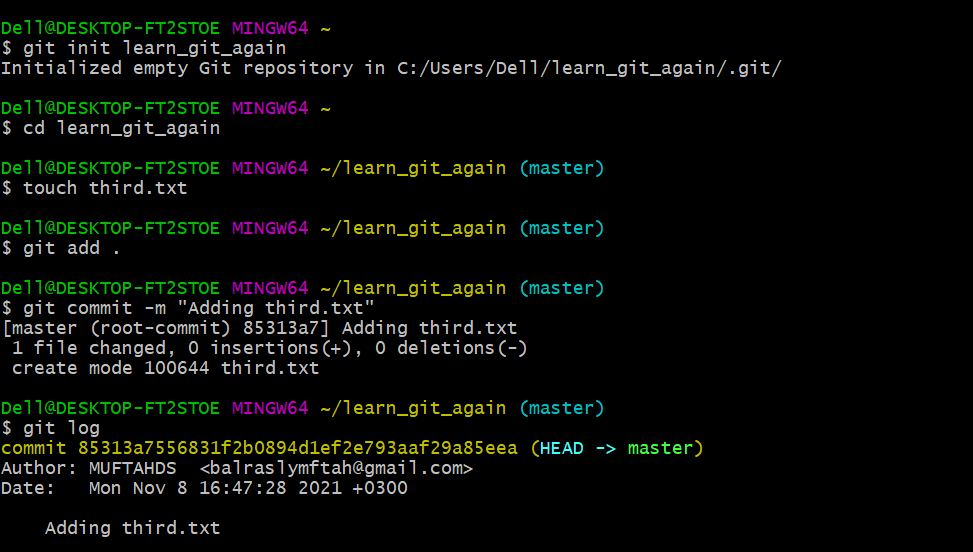 Dell@DESKTOP-FT2STOE MINGW64 ~
$ git init learn_git_again
Initialized empty Git repository in C:/Users/Dell/learn_git_again/.git/
Dell@DESKTOP-FT2STOE MINGW64 ~
$ cd learn_git_again
Dell@DESKTOP-FT2STOE MINGW64 ~/learn_git_again (master)
$ touch third.txt
Dell@DESKTOP-FT2STOE MINGW64 ~/learn_git_again (master)
$ git add .
Dell@DESKTOP-FT2STOE MINGW64 ~/learn_git_again (master)
$ git commit -m "Adding third.txt"
[master (root-commit) 85313a7] Adding third.txt
 1 file changed, 0 insertions(+), 0 deletions(-)
 create mode 100644 third.txt
Dell@DESKTOP-FT2STOE MINGW64 ~/learn_git_again (master)
$ git log
commit 85313a7556831f2b0894d1ef2e793aaf29a85eea (HEAD -> master)
Author: MUFTAHDS  <balraslymftah@gmail.com>
Date:   Mon Nov 8 16:47:28 2021 +0300
    Adding third.txt